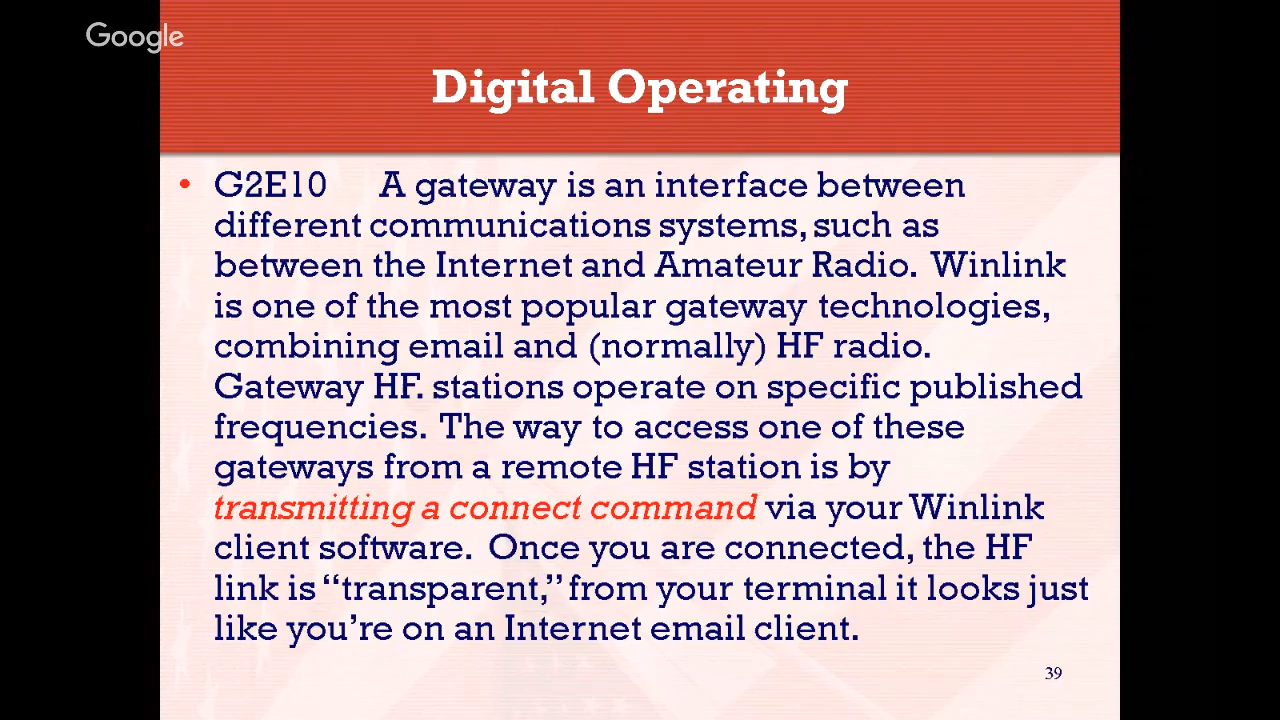 Google
Digital Operating
• G2E10 A gateway is an interface between
different communications systems, such as
between the Internet and Amateur Radio. Winlink
is one of the most popular gateway technologies,
combining email and (normally) HF radio.
Gateway HF. stations operate on specific published
frequencies. The way to access one of these
gateways from a remote HF station is by
transmitting a connect command via your Winlink
client software. Once you are connected, the HF
link is “transparent,” from your terminal it looks just
like you’re on an Internet email client.
39